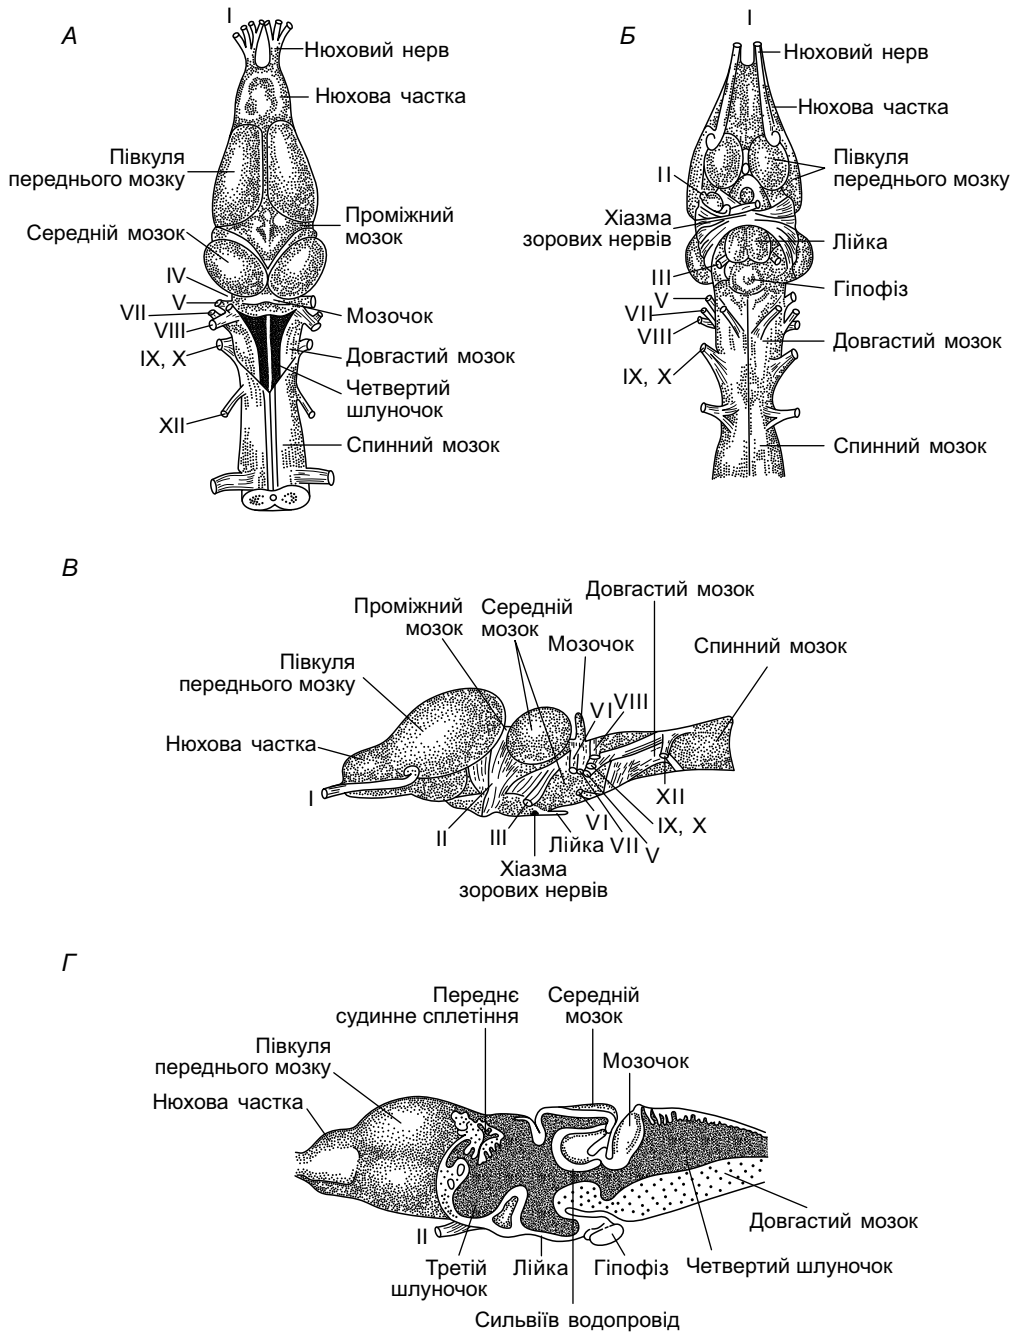 А
I
Нюховий нерв
Нюхова частка
Півкуля
переднього мозку
Проміжний
мозок
Середній мозок
IV
V
VII
VIII
Мозочок
IX, X
Довгастий мозок
Четвертий
шлуночок
XII
Спинний мозок
Б
I
Нюховий нерв
Нюхова частка
Півкуля
переднього мозку
II
Хіазма
зорових нервів
Лійка
III
Гіпофіз
V
VII
VIII
Довгастий мозок
IX, X
Спинний мозок
В
Довгастий мозок
Проміжний
мозок
Середній
мозок
Мозочок
Спинний мозок
Півкуля
переднього мозку
VI
VIII
Нюхова частка
I
XII
II
III
Лійка
VI
VII
V
IX, X
Хіазма
зорових нервів
Г
Переднє
судинне сплетіння
Середній
мозок
Півкуля
переднього мозку
Мозочок
Нюхова частка
II
Довгастий мозок
Третій
шлуночок
Лійка
Гіпофіз
Четвертий шлуночок
Сильвіїв водопровід